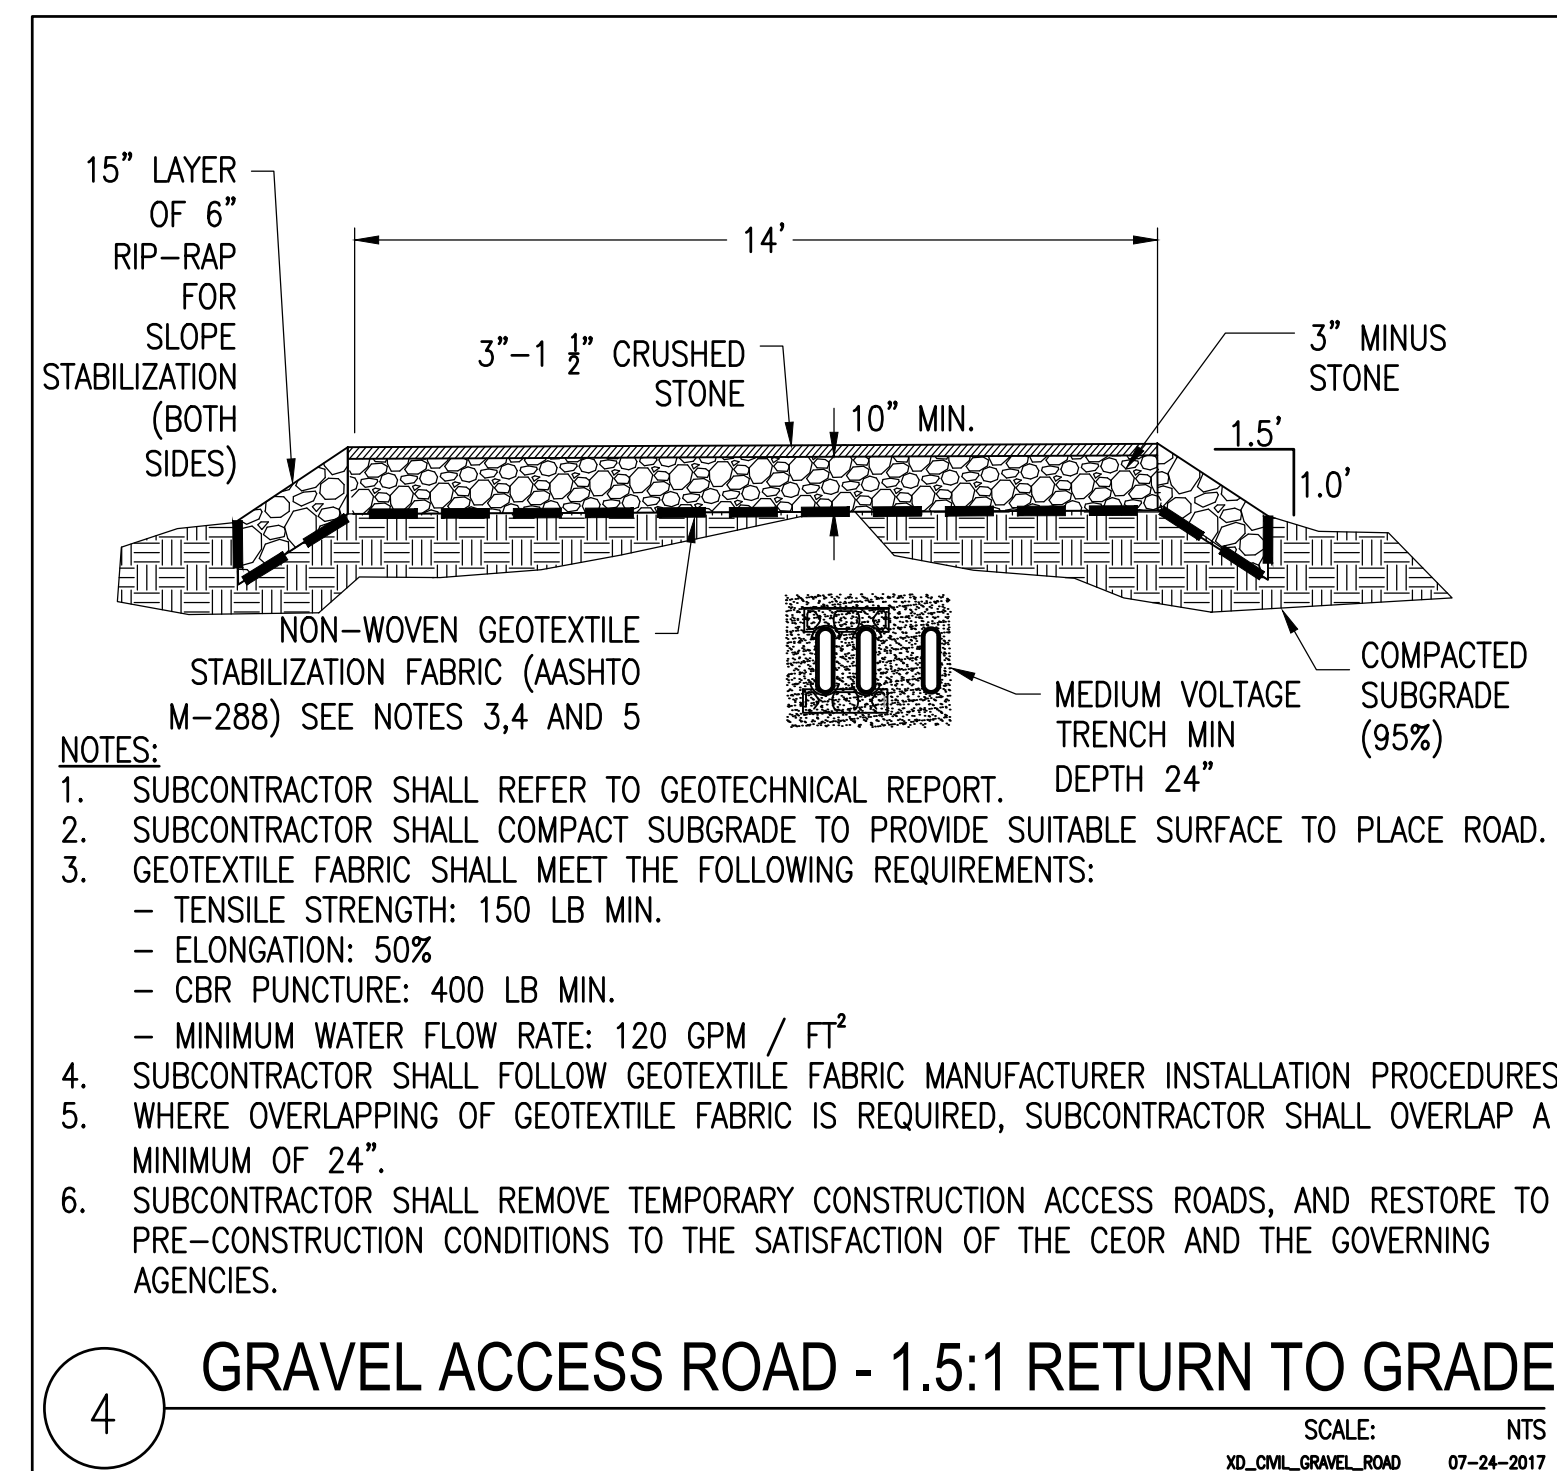 15” LAYER
OF 6”
RIP-RAP
FOR
SLOPE
STABILIZATION
(BOTH
SIDES)
14'
3”-1 1/2” CRUSHED
STONE
10” MIN.
3” MINUS
STONE
1.5'
1.0'
NON-WOVEN GEOTEXTILE
STABILIZATION FABRIC (AASHTO
M-288) SEE NOTES 3,4 AND 5
MEDIUM VOLTAGE
TRENCH MIN
DEPTH 24”
COMPACTED
SUBGRADE
(95%)
NOTES:
1. SUBCONTRACTOR SHALL REFER TO GEOTECHNICAL REPORT.
2. SUBCONTRACTOR SHALL COMPACT SUBGRADE TO PROVIDE SUITABLE SURFACE TO PLACE ROAD.
3. GEOTEXTILE FABRIC SHALL MEET THE FOLLOWING REQUIREMENTS:
- TENSILE STRENGTH: 150 LB MIN.
- ELONGATION: 50%
- CBR PUNCTURE: 400 LB MIN.
- MINIMUM WATER FLOW RATE: 120 GPM / FT²
4. SUBCONTRACTOR SHALL FOLLOW GEOTEXTILE FABRIC MANUFACTURER INSTALLATION PROCEDURES
5. WHERE OVERLAPPING OF GEOTEXTILE FABRIC IS REQUIRED, SUBCONTRACTOR SHALL OVERLAP A
MINIMUM OF 24”.
6. SUBCONTRACTOR SHALL REMOVE TEMPORARY CONSTRUCTION ACCESS ROADS, AND RESTORE TO
PRE-CONSTRUCTION CONDITIONS TO THE SATISFACTION OF THE CEOR AND THE GOVERNING
AGENCIES.
4
GRAVEL ACCESS ROAD - 1.5:1 RETURN TO GRADE
SCALE: NTS
XD_CIVIL_GRAVEL_ROAD 07-24-2017